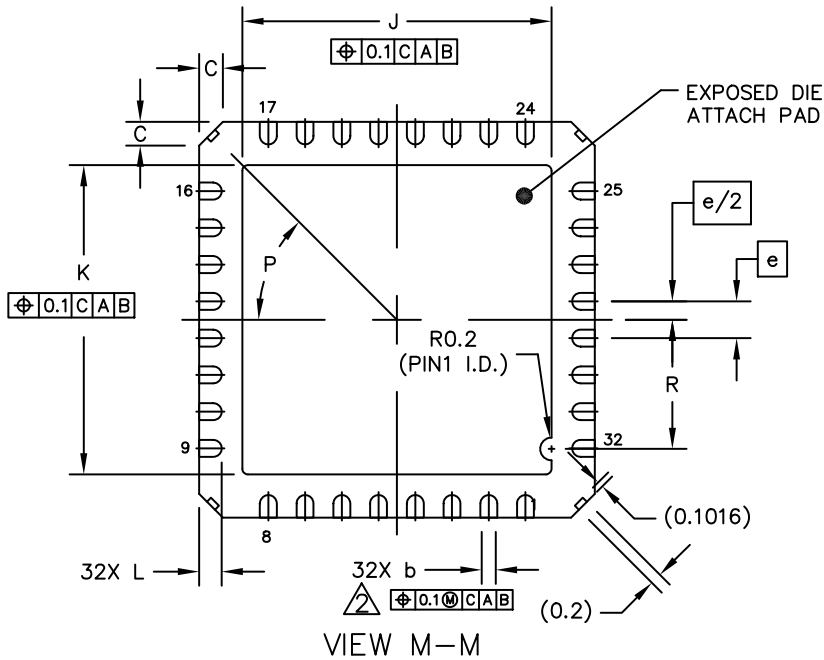 J
⌖ 0.1 C A B
C
17
24
EXPOSED DIE
ATTACH PAD
C
16
25
e/2
e
K
⌖ 0.1 C A B
P
R0.2
(PIN1 I.D.)
R
9
32
1
8
(0.1016)
32X L
32X b
2 ⌖ 0.1Ⓜ C A B
(0.2)
VIEW M-M